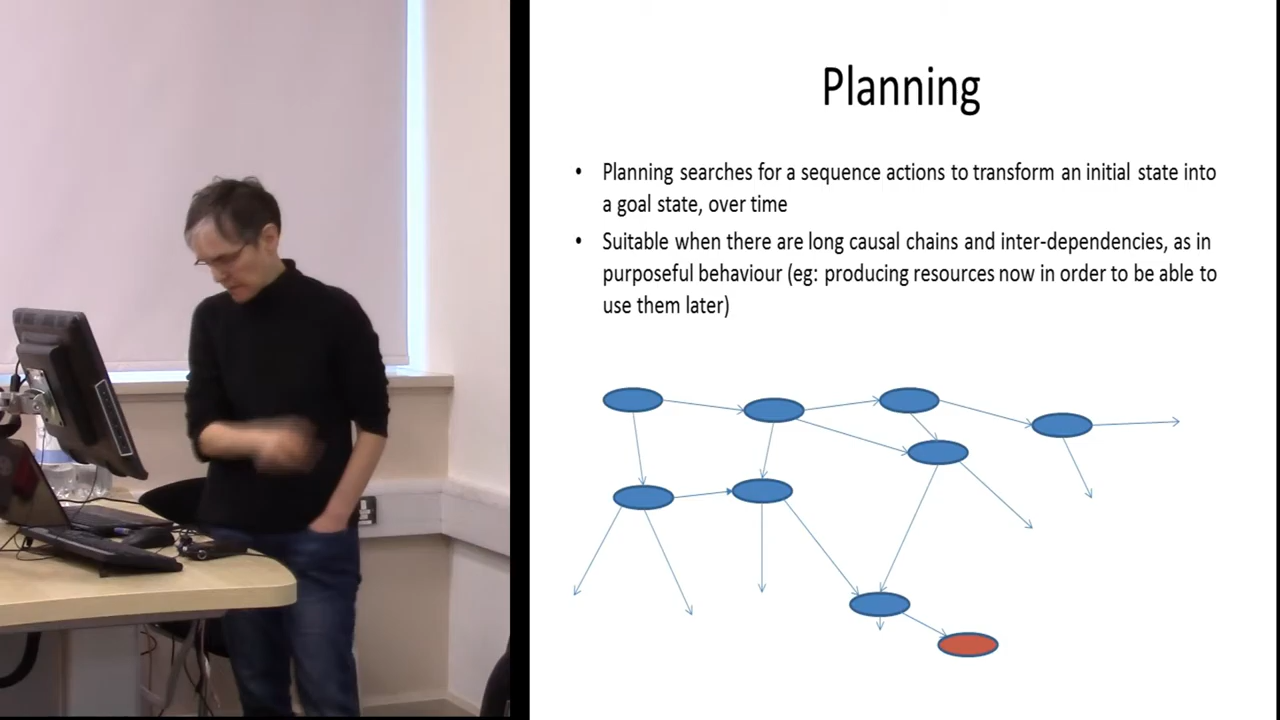 Planning
• Planning searches for a sequence actions to transform an initial state into
a goal state, over time
• Suitable when there are long causal chains and inter-dependencies, as in
purposeful behaviour (eg: producing resources now in order to be able to
use them later)